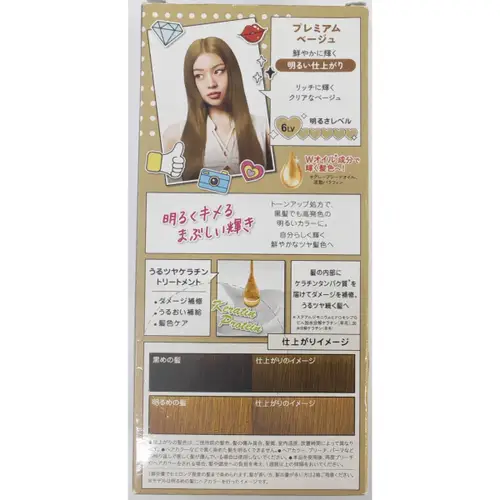 プレミアム
ベージュ
鮮やかに輝く
明るい仕上がり
リッチに輝く
クリアなベージュ
明るさレベル
6LV
Wオイル*成分で
輝く髪色へ!
明るくキメる
まぶしい輝き
トーンアップ処方で、
黒髪でも高発色の
明るいカラーに。
自分らしく輝く
鮮やかなツヤ髪色へ
うるツヤケラチン
トリートメント
・ダメージ補修
・うるおい補給
・髪色ケア
Keratin
Protein
髪の内部に
ケラチンタンパク質*を
届けてダメージを補修。
うるツヤ続く髪へ
仕上がりイメージ
黒めの髪
仕上がりのイメージ
明るめの髪
仕上がりのイメージ